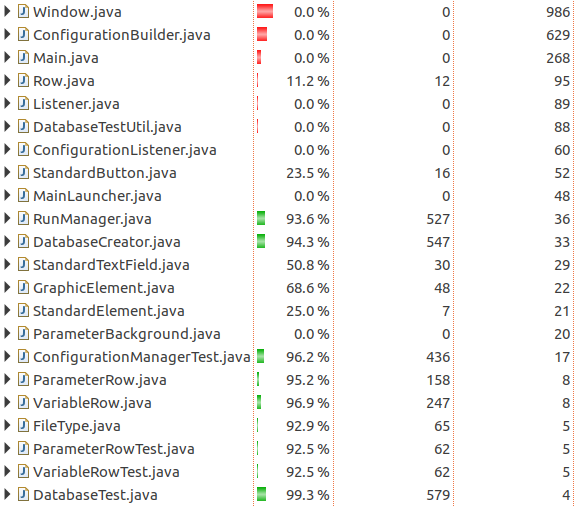 Window.java 0.0 % 0 986
ConfigurationBuilder.java 0.0 % 0 629
Main.java 0.0 % 0 268
Row.java 11.2 % 12 95
Listener.java 0.0 % 0 89
DatabaseTestUtil.java 0.0 % 0 88
ConfigurationListener.java 0.0 % 0 60
StandardButton.java 23.5 % 16 52
MainLauncher.java 0.0 % 0 48
RunManager.java 93.6 % 527 36
DatabaseCreator.java 94.3 % 547 33
StandardTextField.java 50.8 % 30 29
GraphicElement.java 68.6 % 48 22
StandardElement.java 25.0 % 7 21
ParameterBackground.java 0.0 % 0 20
ConfigurationManagerTest.java 96.2 % 436 17
ParameterRow.java 95.2 % 158 8
VariableRow.java 96.9 % 247 8
FileType.java 92.9 % 65 5
ParameterRowTest.java 92.5 % 62 5
VariableRowTest.java 92.5 % 62 5
DatabaseTest.java 99.3 % 579 4